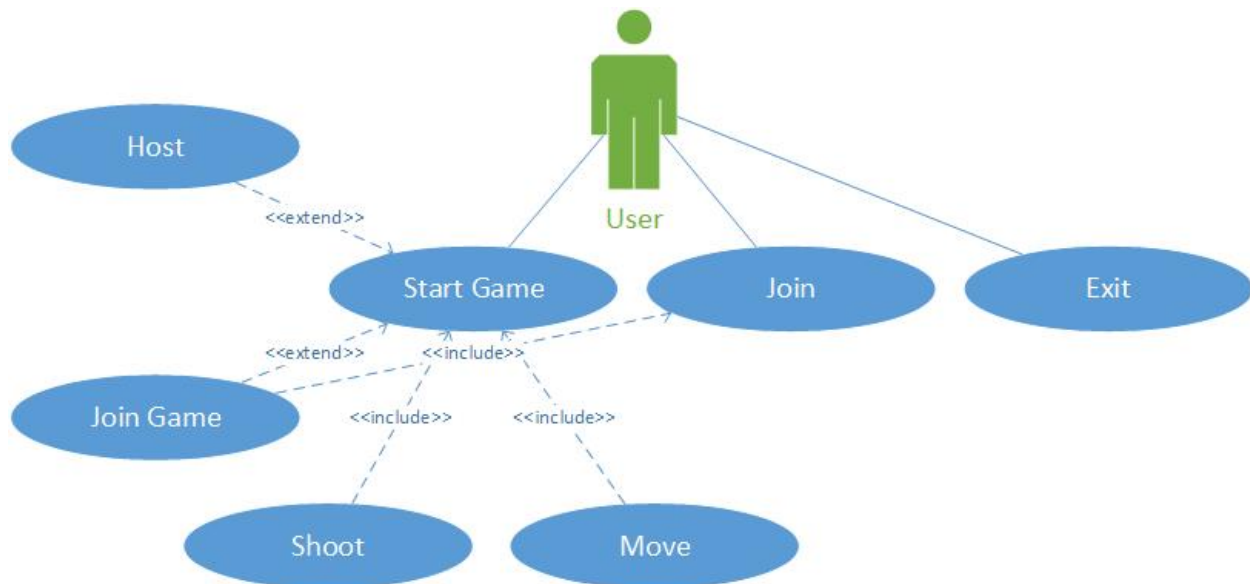 Host
User
<<extend>>
Start Game
Join
Exit
<<extend>>
<<include>>
Join Game
<<include>>
<<include>>
Shoot
Move